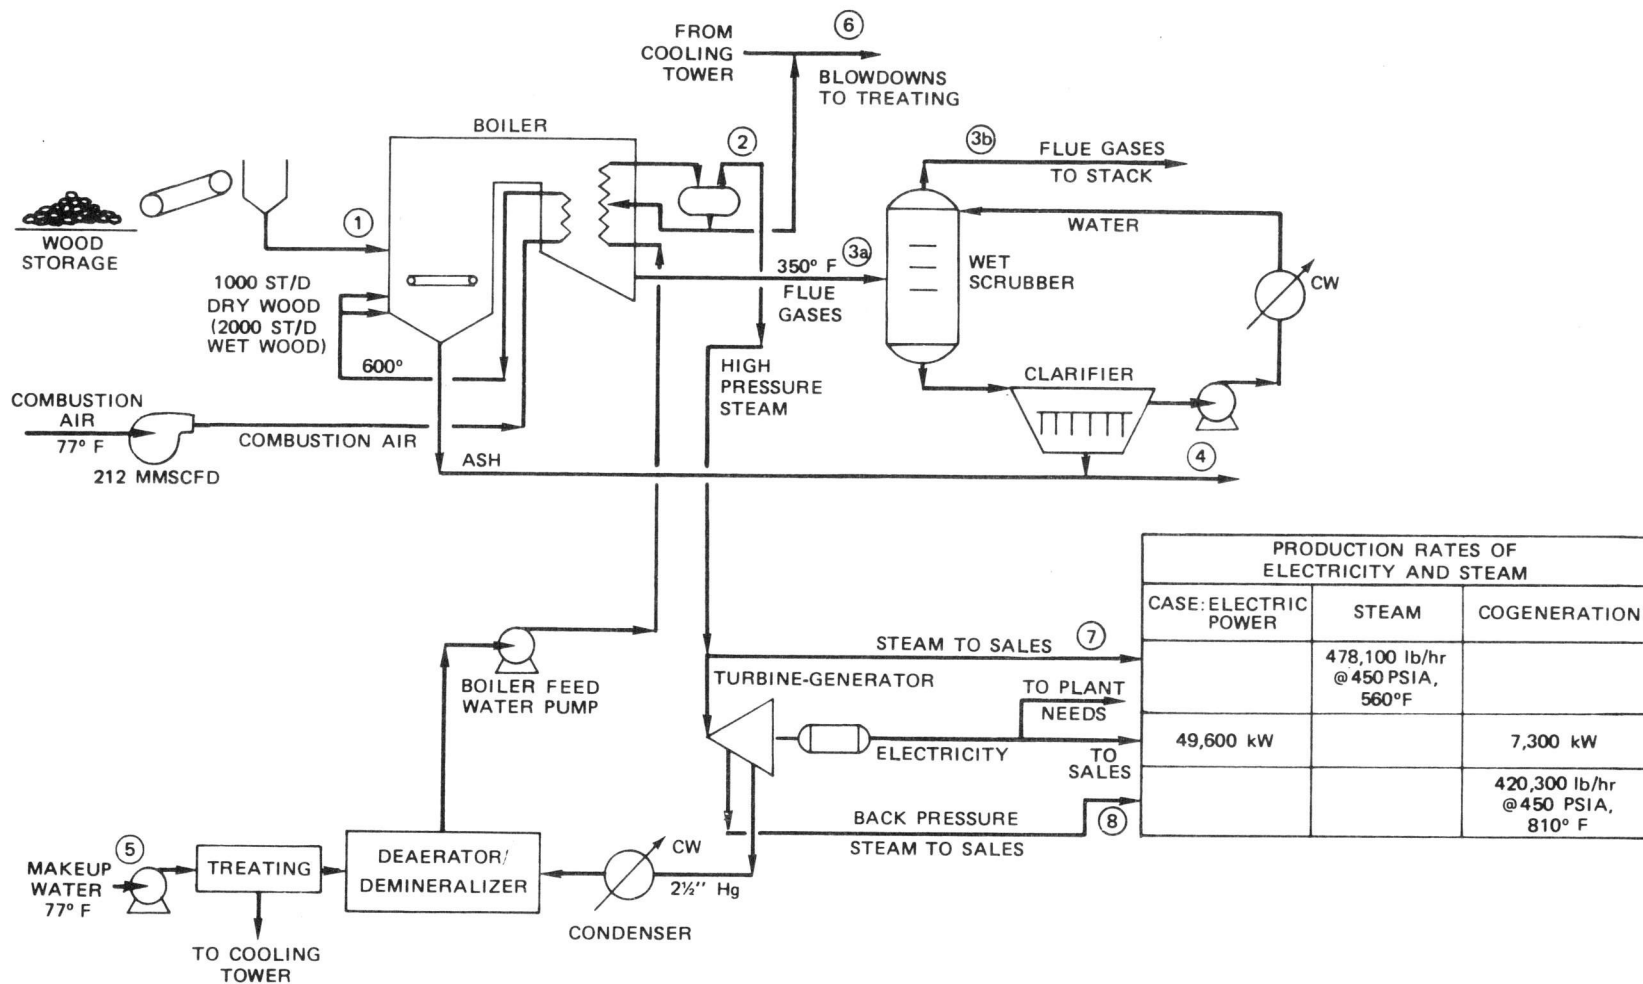 6
FROM
COOLING
TOWER
BLOWDOWNS
TO TREATING
BOILER
2
3b
FLUE GASES
TO STACK
1
WOOD
STORAGE
WATER
3a
350° F
FLUE
GASES
WET
SCRUBBER
CW
1000 ST/D
DRY WOOD
(2000 ST/D
WET WOOD)
600°
HIGH
PRESSURE
STEAM
CLARIFIER
COMBUSTION
AIR
77° F
COMBUSTION AIR
212 MMSCFD
ASH
4
PRODUCTION RATES OF
ELECTRICITY AND STEAM
CASE: ELECTRIC
POWER
STEAM
COGENERATION
STEAM TO SALES
7
478,100 lb/hr
@ 450 PSIA,
560°F
BOILER FEED
WATER PUMP
TURBINE-GENERATOR
TO PLANT
NEEDS
ELECTRICITY
TO
SALES
49,600 kW
7,300 kW
BACK PRESSURE
STEAM TO SALES
8
420,300 lb/hr
@ 450 PSIA,
810° F
5
MAKEUP
WATER
77° F
TREATING
DEAERATOR/
DEMINERALIZER
CW
2½'' Hg
CONDENSER
TO COOLING
TOWER